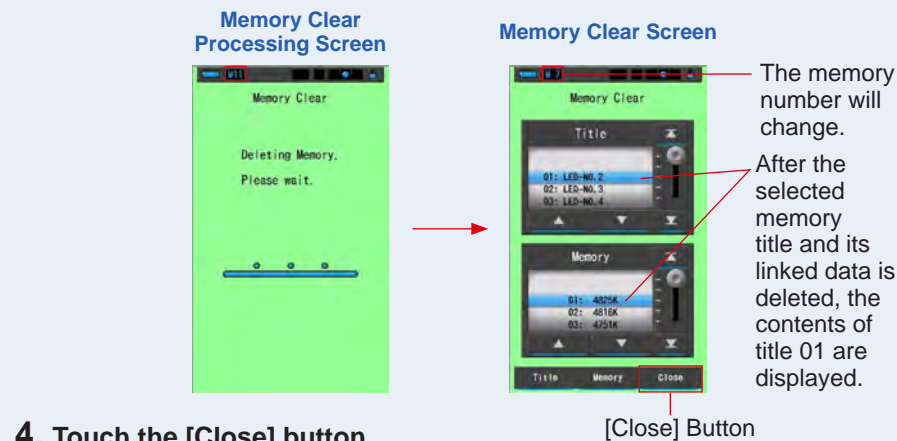 Memory Clear
Processing Screen
Memory Clear Screen
M11
Memory Clear
Deleting Memory.
Please wait.
M 7
Memory Clear
Title
01: LED-NO.2
02: LED-NO.3
03: LED-NO.4
Memory
01: 4825K
02: 4816K
03: 4751K
Title Memory Close
The memory
number will
change.
After the
selected
memory
title and its
linked data is
deleted, the
contents of
title 01 are
displayed.
[Close] Button
4. Touch the [Close] button